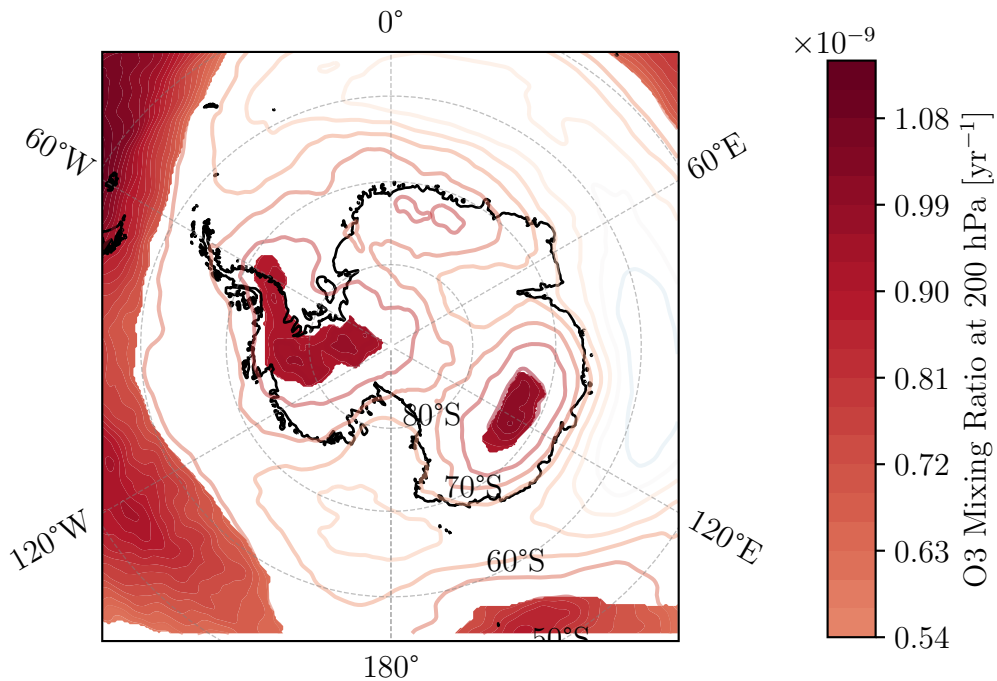 0°
×10⁻⁹
60°W
60°E
1.08
0.99
0.90
0.81
0.72
0.63
0.54
O3 Mixing Ratio at 200 hPa [yr⁻¹]
80°S
70°S
60°S
50°S
120°W
120°E
180°